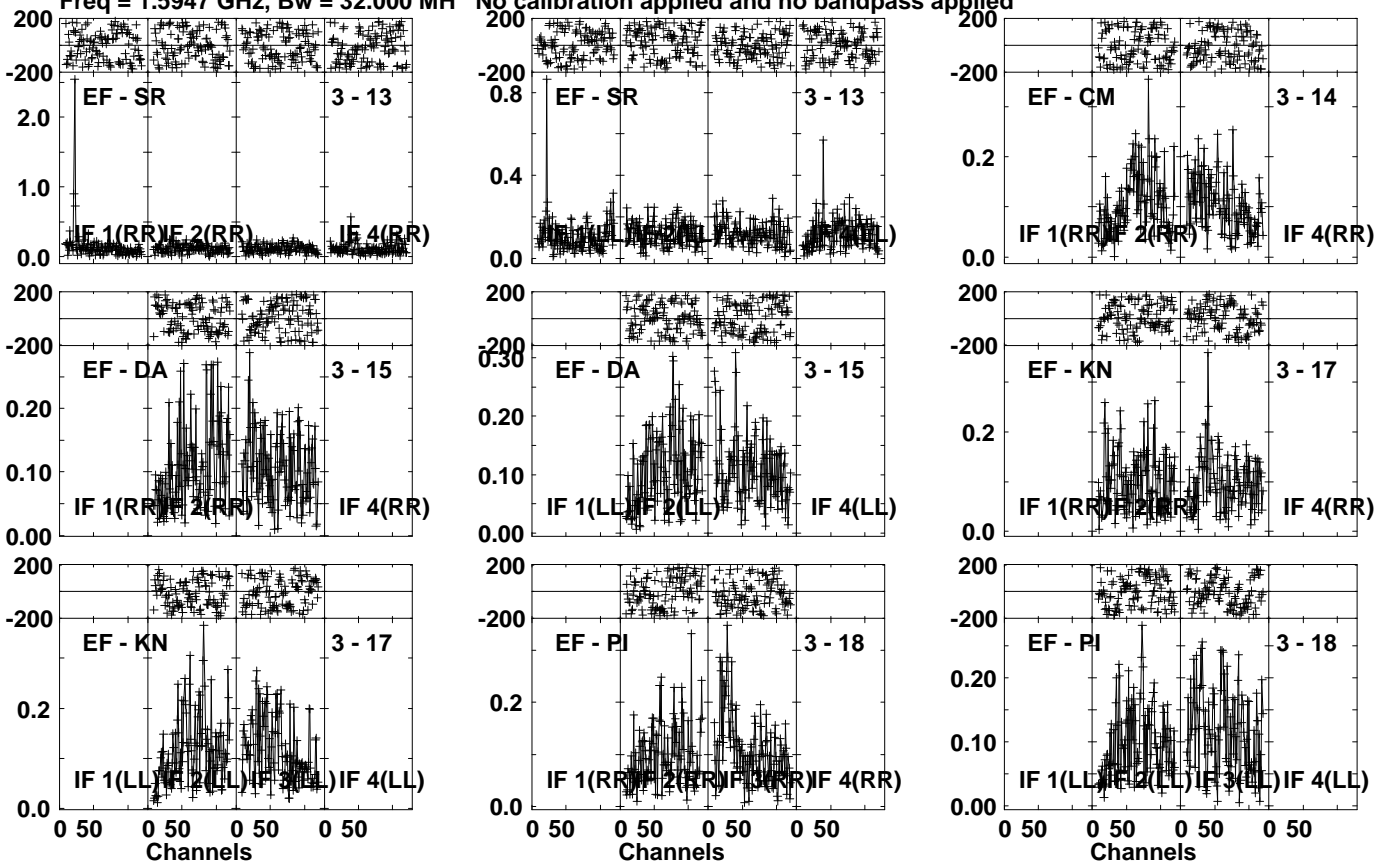 Freq = 1.5947 GHz, Bw = 32.000 MH No calibration applied and no bandpass applied
200
-200
EF - SR 3 - 13
2.0
1.0
0.0
IF 1(RR) IF 2(RR) IF 4(RR)
200
-200
EF - SR 3 - 13
0.8
0.4
0.0
IF 4(LL)
200
-200
EF - CM 3 - 14
0.2
0.0
IF 1(RR) IF 2(RR) IF 4(RR)
200
-200
EF - DA 3 - 15
0.20
0.10
0.00
IF 1(RR) IF 2(RR) IF 4(RR)
200
-200
0.30
EF - DA 3 - 15
0.20
0.10
0.00
IF 1(LL) IF 2(LL) IF 4(LL)
200
-200
EF - KN 3 - 17
0.2
0.0
IF 1(RR) IF 2(RR) IF 4(RR)
200
-200
EF - KN 3 - 17
0.2
0.0
IF 1(LL) IF 2(LL) IF 3(LL) IF 4(LL)
0 50 0 50 0 50 0 50
Channels
200
-200
EF - PI 3 - 18
0.2
0.0
IF 1(RR) IF 2(RR) IF 3(RR) IF 4(RR)
0 50 0 50 0 50 0 50
Channels
200
-200
EF - PI 3 - 18
0.20
0.10
0.00
IF 1(LL) IF 2(LL) IF 3(LL) IF 4(LL)
0 50 0 50 0 50 0 50
Channels